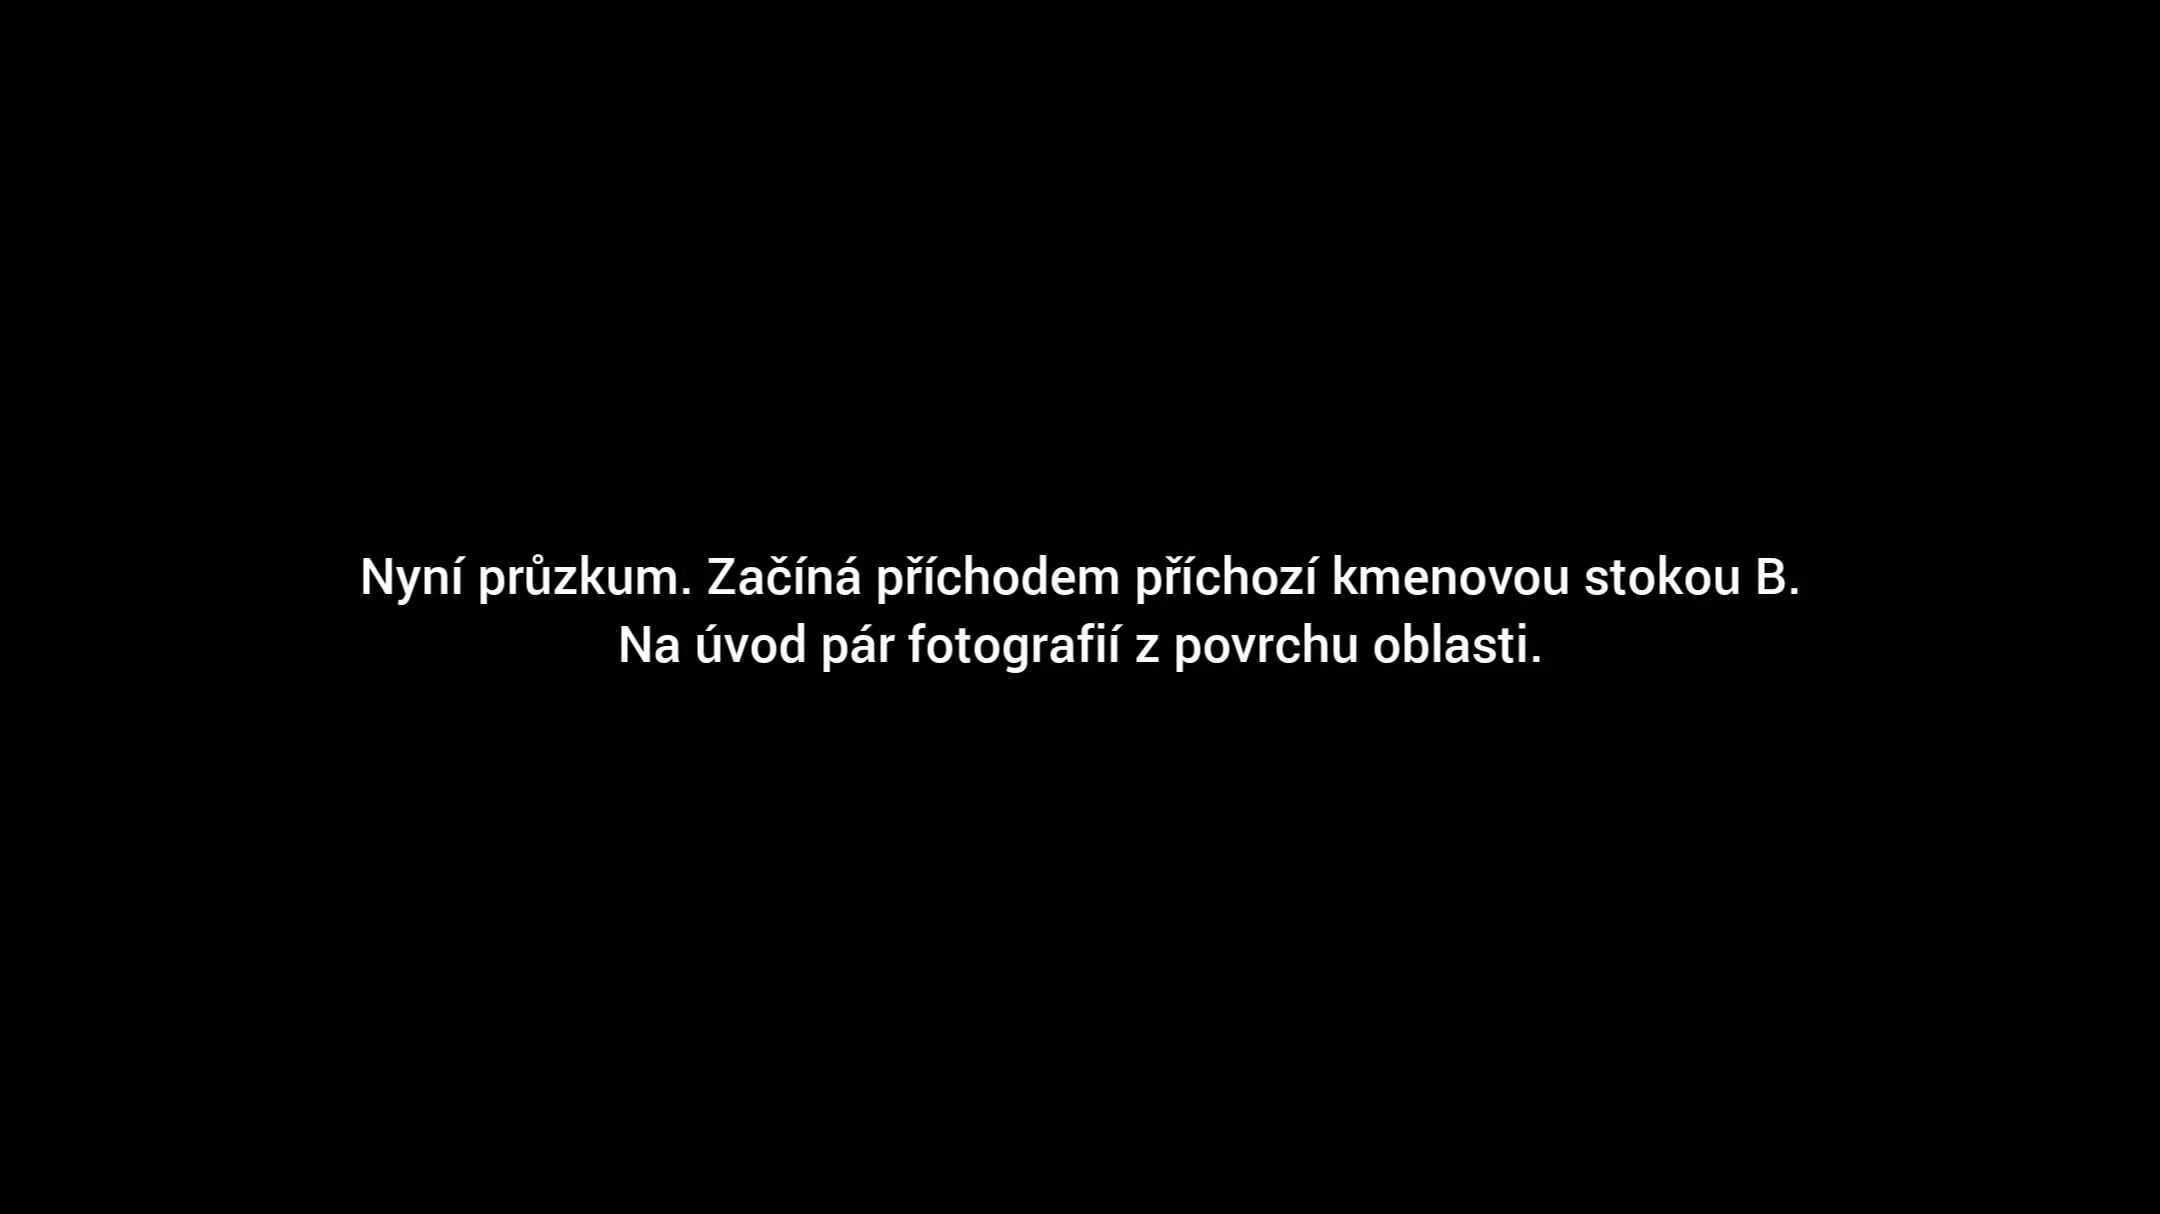 Nyní průzkum. Začíná příchodem příchozí kmenovou stokou B.
Na úvod pár fotografií z povrchu oblasti.